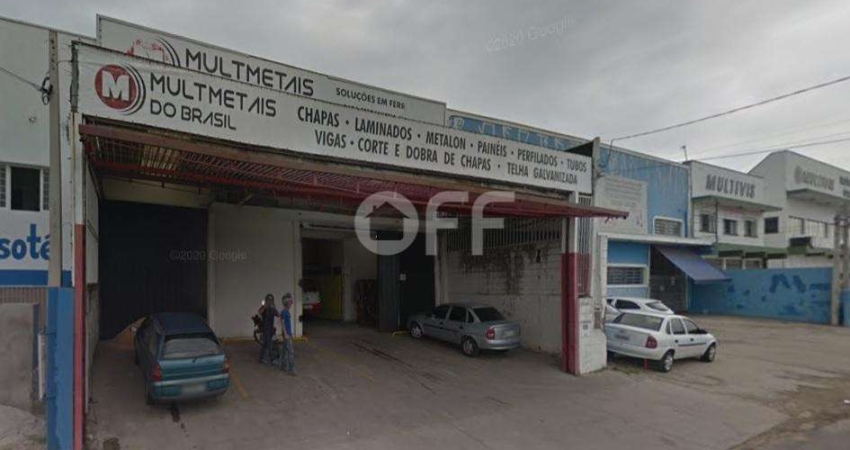 © 2020 Google
MULTMETAIS
SOLUÇÕES EM FERR
M MULTMETAIS
DO BRASIL
CHAPAS · LAMINADOS · METALON · PAINÉIS · PERFILADOS · TUBOS
VIGAS · CORTE E DOBRA DE CHAPAS · TELHA GALVANIZADA
MULTIVIS
OFF
© 2020 Google
sotê